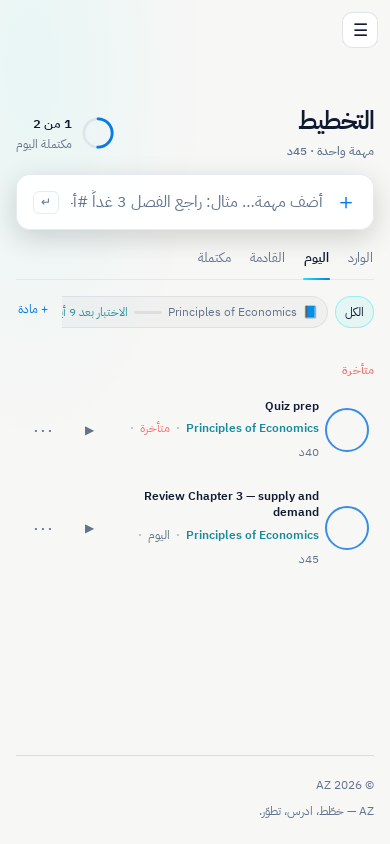 التخطيط
مهمة واحدة · 45د
1 من 2
مكتملة اليوم
أضف مهمة... مثال: راجع الفصل 3 غداً #أ
الوارد
اليوم
القادمة
مكتملة
الكل
Principles of Economics
الاختبار بعد 9
+ مادة
متأخرة
Quiz prep
Principles of Economics · متأخرة ·
40د
Review Chapter 3 — supply and
demand
Principles of Economics · اليوم ·
45د
© 2026 AZ
AZ — خطّط، ادرس، تطوّر.